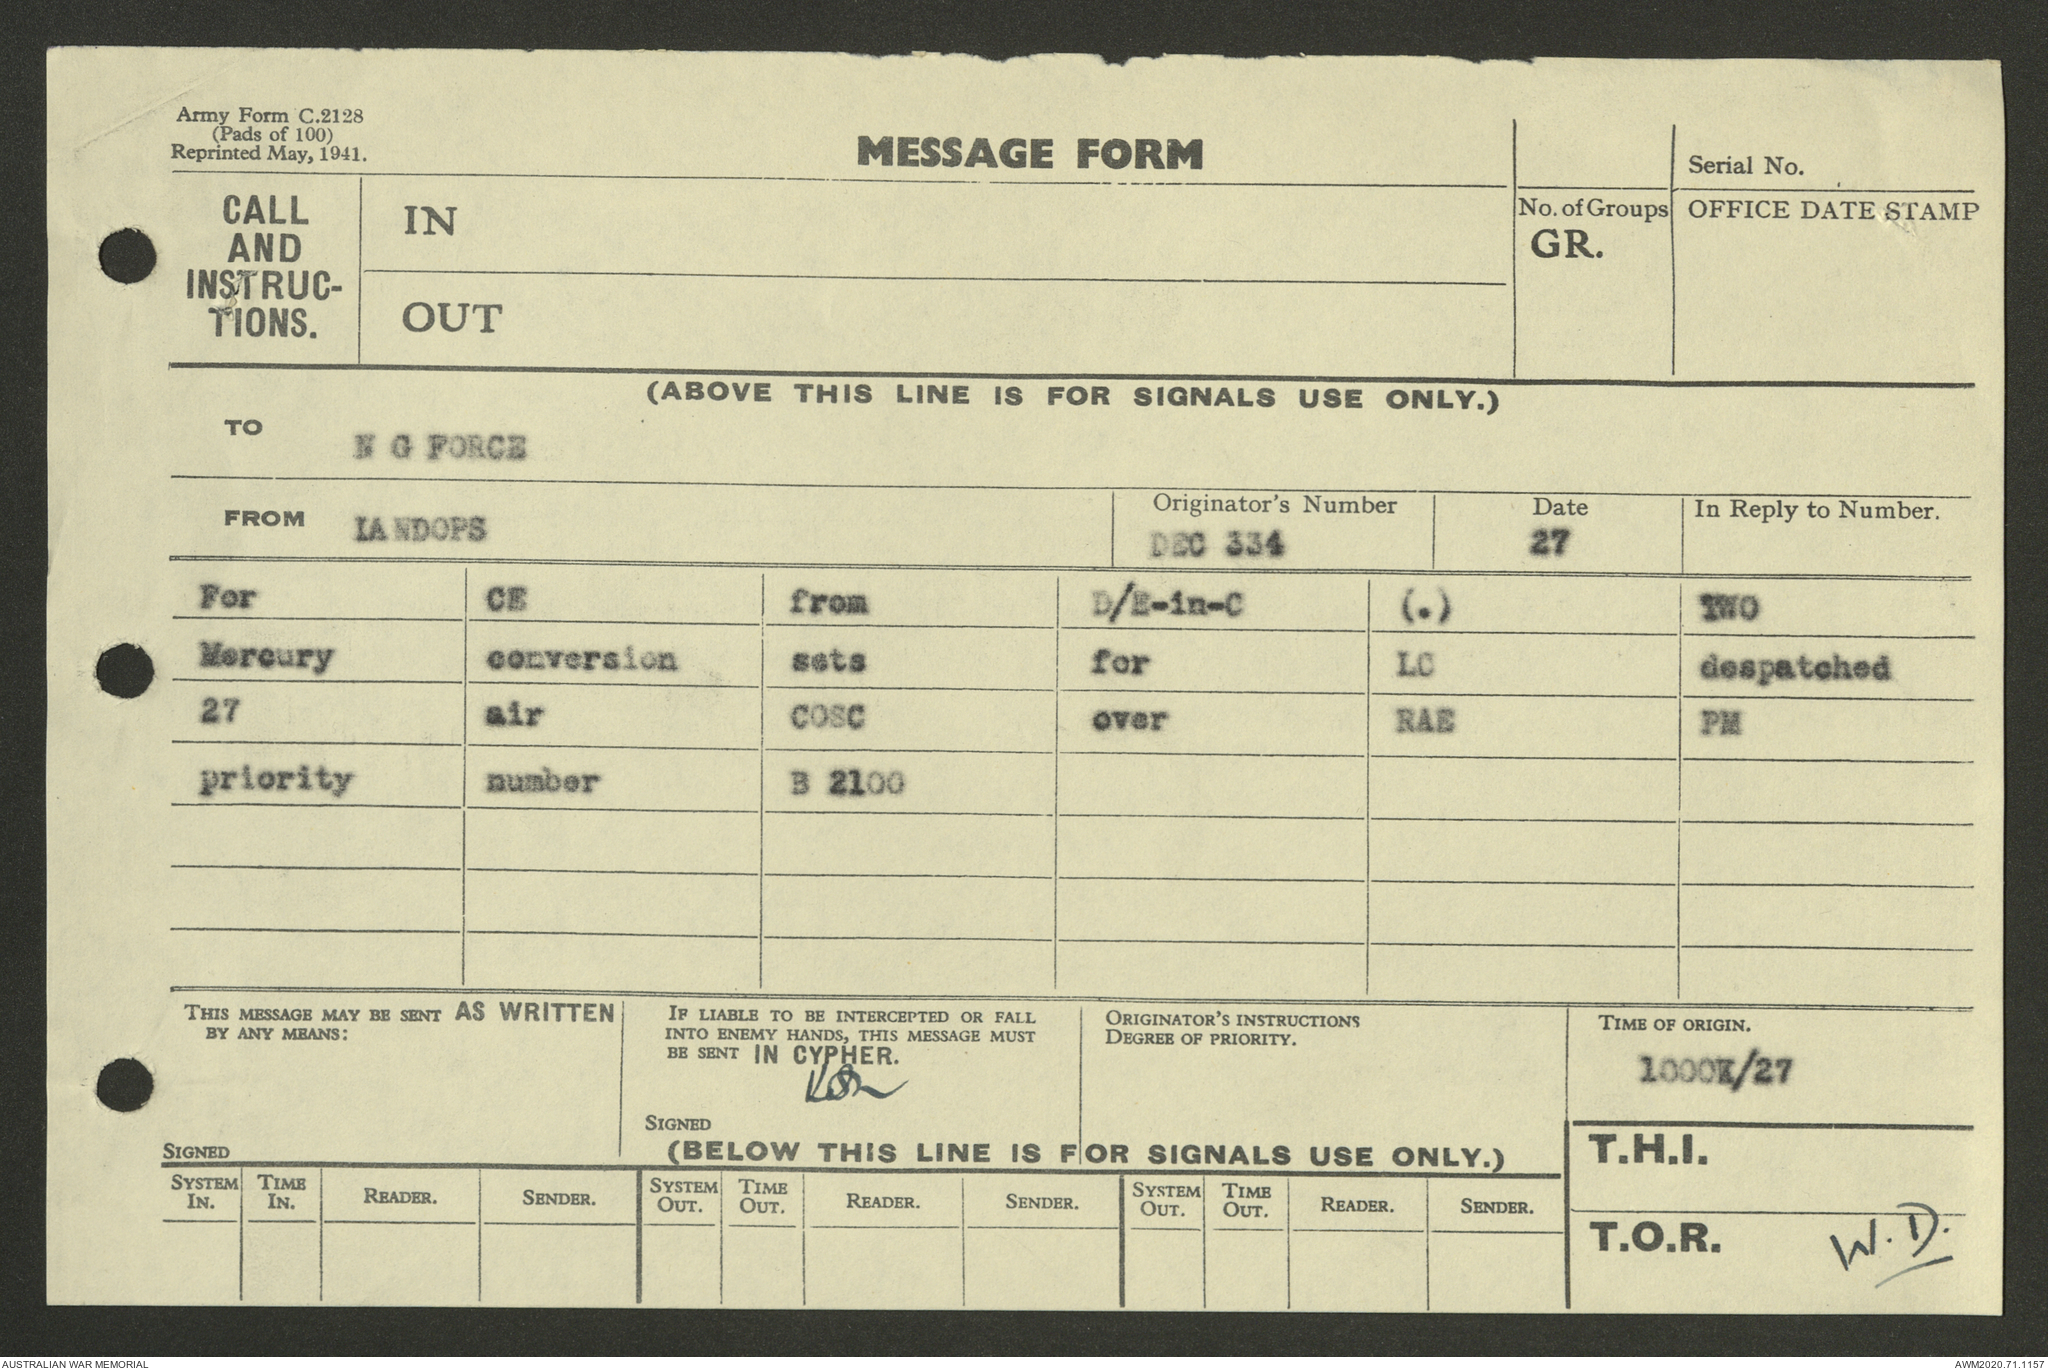 Army Form C.2128
(Pads of 100)
Reprinted May, 1941.
MESSAGE FORM
Serial No.
CALL
AND
INSTRUC-
TIONS.
IN
OUT
No. of Groups
GR.
OFFICE DATE STAMP
(ABOVE THIS LINE IS FOR SIGNALS USE ONLY.)
TO N G FORCE
FROM LANDOPS
Originator's Number
DEC 334
Date
27
In Reply to Number.
For CE from D/E-in-C (.) TWO
Mercury conversion sets for LC despatched
27 air COSC over RAE PM
priority number B 2100
THIS MESSAGE MAY BE SENT AS WRITTEN
BY ANY MEANS:
SIGNED
IF LIABLE TO BE INTERCEPTED OR FALL
INTO ENEMY HANDS, THIS MESSAGE MUST
BE SENT IN CYPHER.
SIGNED
ORIGINATOR'S INSTRUCTIONS
DEGREE OF PRIORITY.
TIME OF ORIGIN.
1000K/27
(BELOW THIS LINE IS FOR SIGNALS USE ONLY.)
T.H.I.
T.O.R.
W.D.
SYSTEM IN. TIME IN. READER. SENDER. SYSTEM OUT. TIME OUT. READER. SENDER. SYSTEM OUT. TIME OUT. READER. SENDER.
AUSTRALIAN WAR MEMORIAL
AWM2020.71.1157